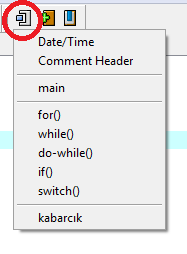 Date/Time
Comment Header
main
for()
while()
do-while()
if()
switch()
kabarcık